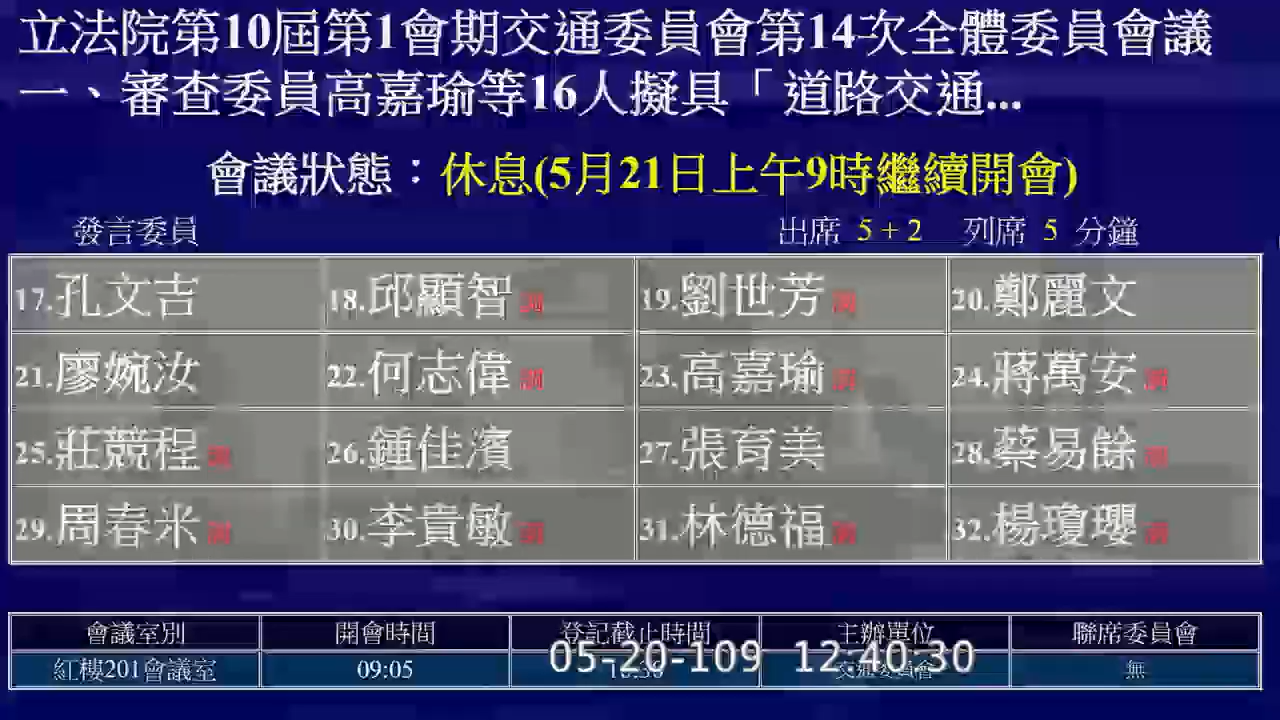 立法院第10屆第1會期交通委員會第14次全體委員會議
一、審查委員高嘉瑜等16人擬具「道路交通...
會議狀態：休息(5月21日上午9時繼續開會)
發言委員 出席 5 + 2 列席 5 分鐘
17.孔文吉 18.邱顯智 19.劉世芳 20.鄭麗文
21.廖婉汝 22.何志偉 23.高嘉瑜 24.蔣萬安
25.莊競程 26.鍾佳濱 27.張育美 28.蔡易餘
29.周春米 30.李貴敏 31.林德福 32.楊瓊瓔
會議室別 開會時間 登記截止時間 主辦單位 聯席委員會
05-20-109 12:40:30
紅樓201會議室 09:05 交通委員會 無